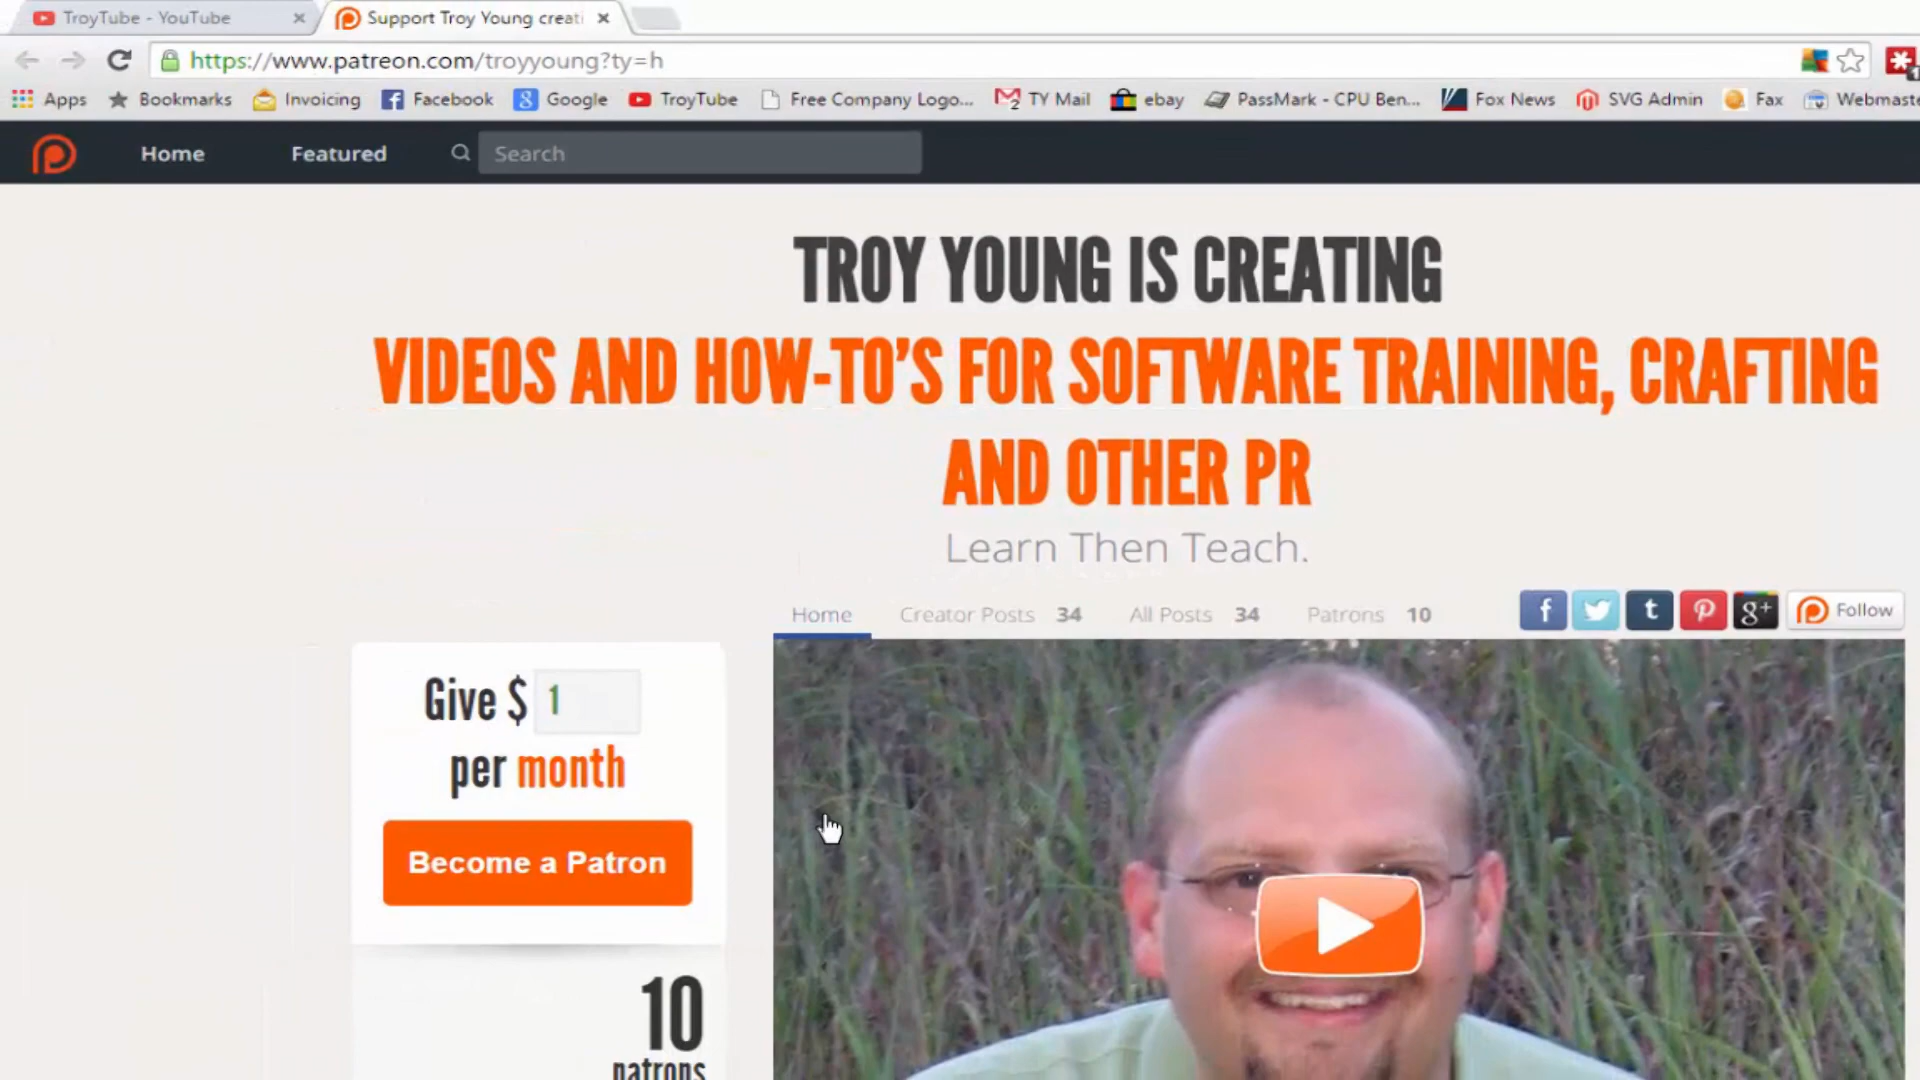 TroyTube - YouTube
Support Troy Young creati
https://www.patreon.com/troyyoung?ty=h
Apps Bookmarks Invoicing Facebook Google TroyTube Free Company Logo... TY Mail ebay PassMark - CPU Ben... Fox News SVG Admin Fax Webmaste
Home Featured Search
TROY YOUNG IS CREATING
VIDEOS AND HOW-TO'S FOR SOFTWARE TRAINING, CRAFTING
AND OTHER PR
Learn Then Teach.
Home Creator Posts 34 All Posts 34 Patrons 10
f t g+ Follow
Give $ 1
per month
Become a Patron
10
patrons